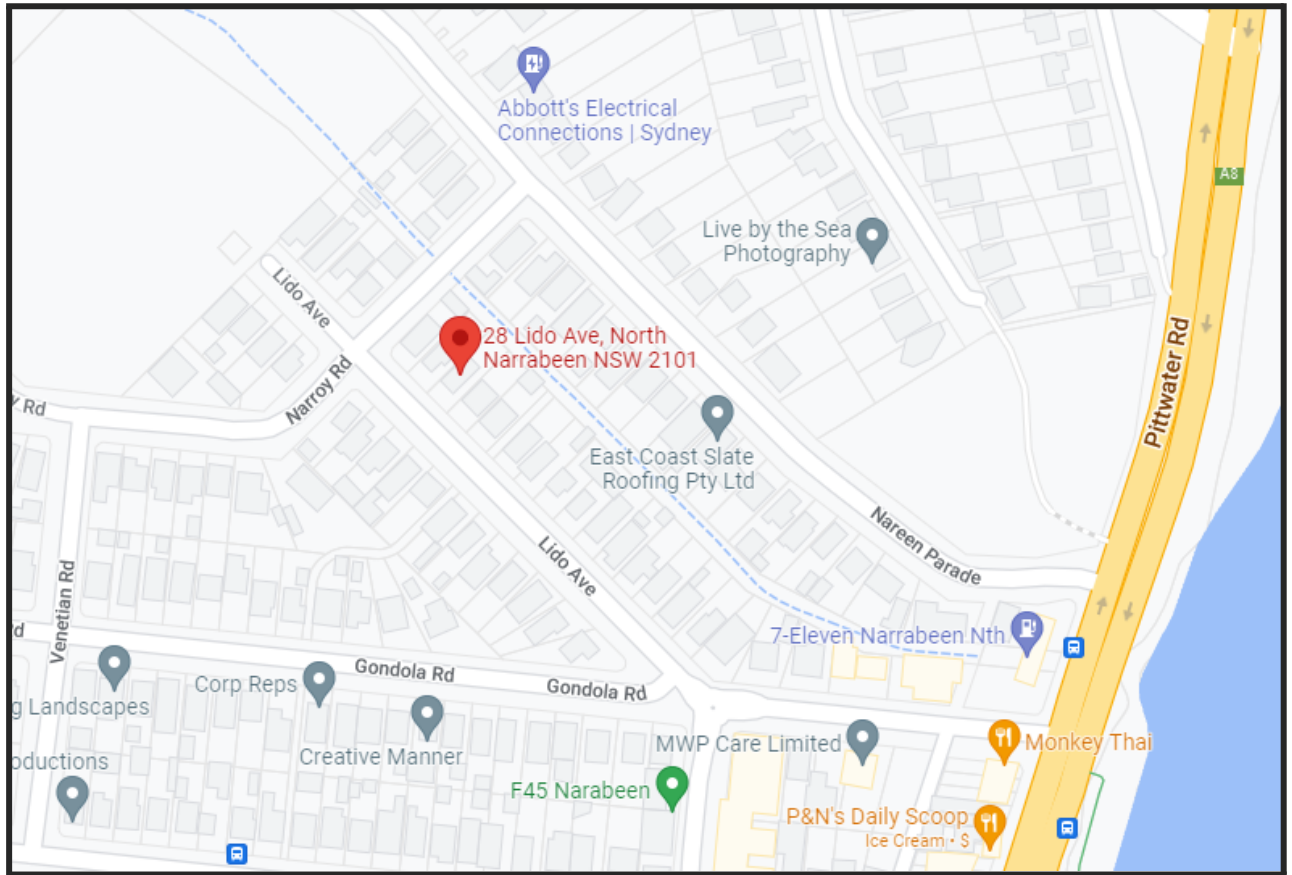 Abbott's Electrical
Connections | Sydney
A8
Live by the Sea
Photography
Lido Ave
28 Lido Ave, North
Narrabeen NSW 2101
Pittwater Rd
Narroy Rd
y Rd
East Coast Slate
Roofing Pty Ltd
Nareen Parade
Lido Ave
Venetian Rd
7-Eleven Narrabeen Nth
Rd
Gondola Rd
Gondola Rd
Corp Reps
g Landscapes
Creative Manner
MWP Care Limited
Monkey Thai
oductions
F45 Narabeen
P&N's Daily Scoop
Ice Cream • $